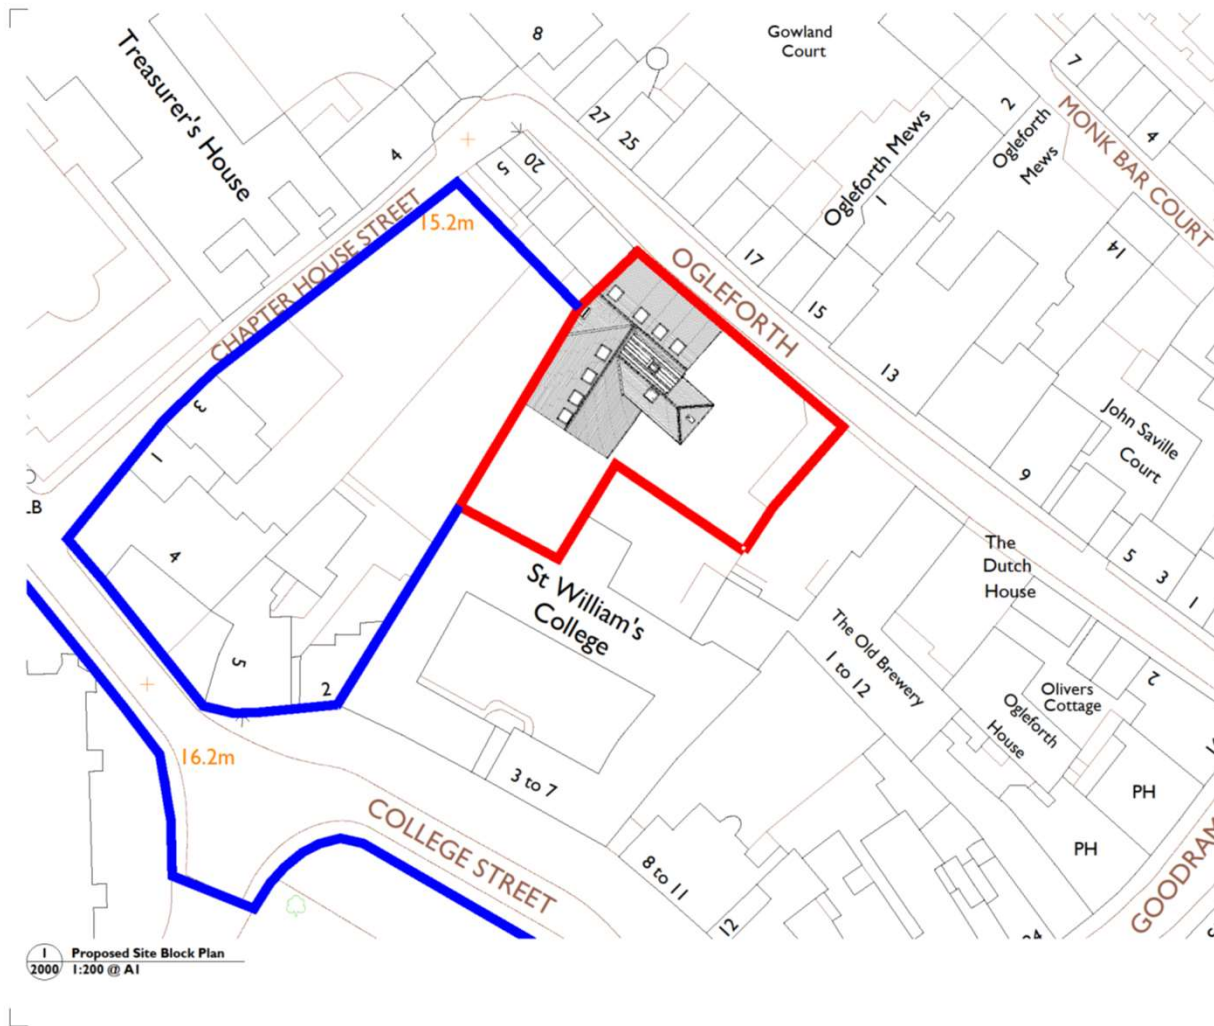 8
Gowland
Court
Treasurer's House
7
27
25
2
Ogleforth Mews
Ogleforth
Mews
4
MONK BAR COURT
4
5
20
1
CHAPTER HOUSE STREET
15.2m
14
17
OGLEFORTH
15
13
3
John Saville
Court
1
9
LB
The
Dutch
House
5
3
1
4
St William's
College
The Old Brewery
1 to 12
2
5
2
Olivers
Cottage
Ogleforth
House
16.2m
3 to 7
PH
COLLEGE STREET
PH
8 to 11
GOODRAM
12
1
Proposed Site Block Plan
2000
1:200 @ A1